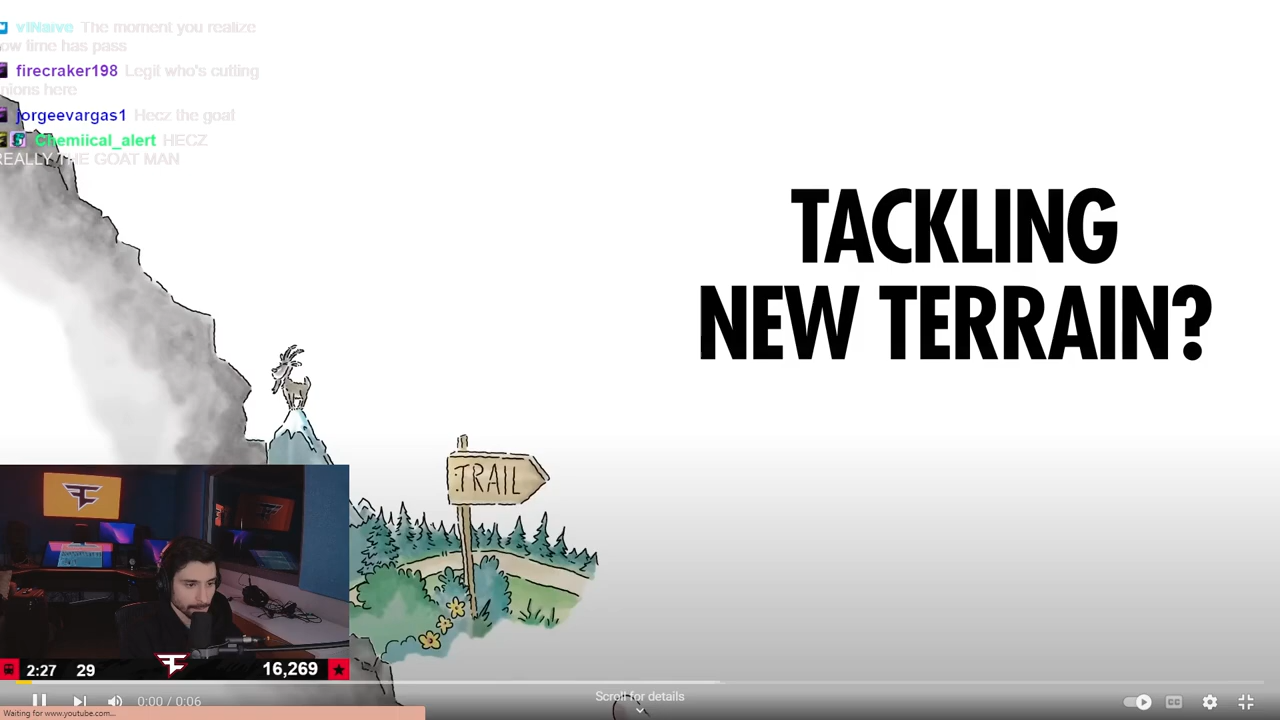 vINaive The moment you realize
ow time has pass
firecraker198 Legit who's cutting
nions here
jorgeevargas1 Hecz the goat
Chemiical_alert HECZ
REALLY THE GOAT MAN
TACKLING
NEW TERRAIN?
TRAIL
2:27 29 16,269
Scroll for details
0:00 / 0:06
CC
Waiting for www.youtube.com...